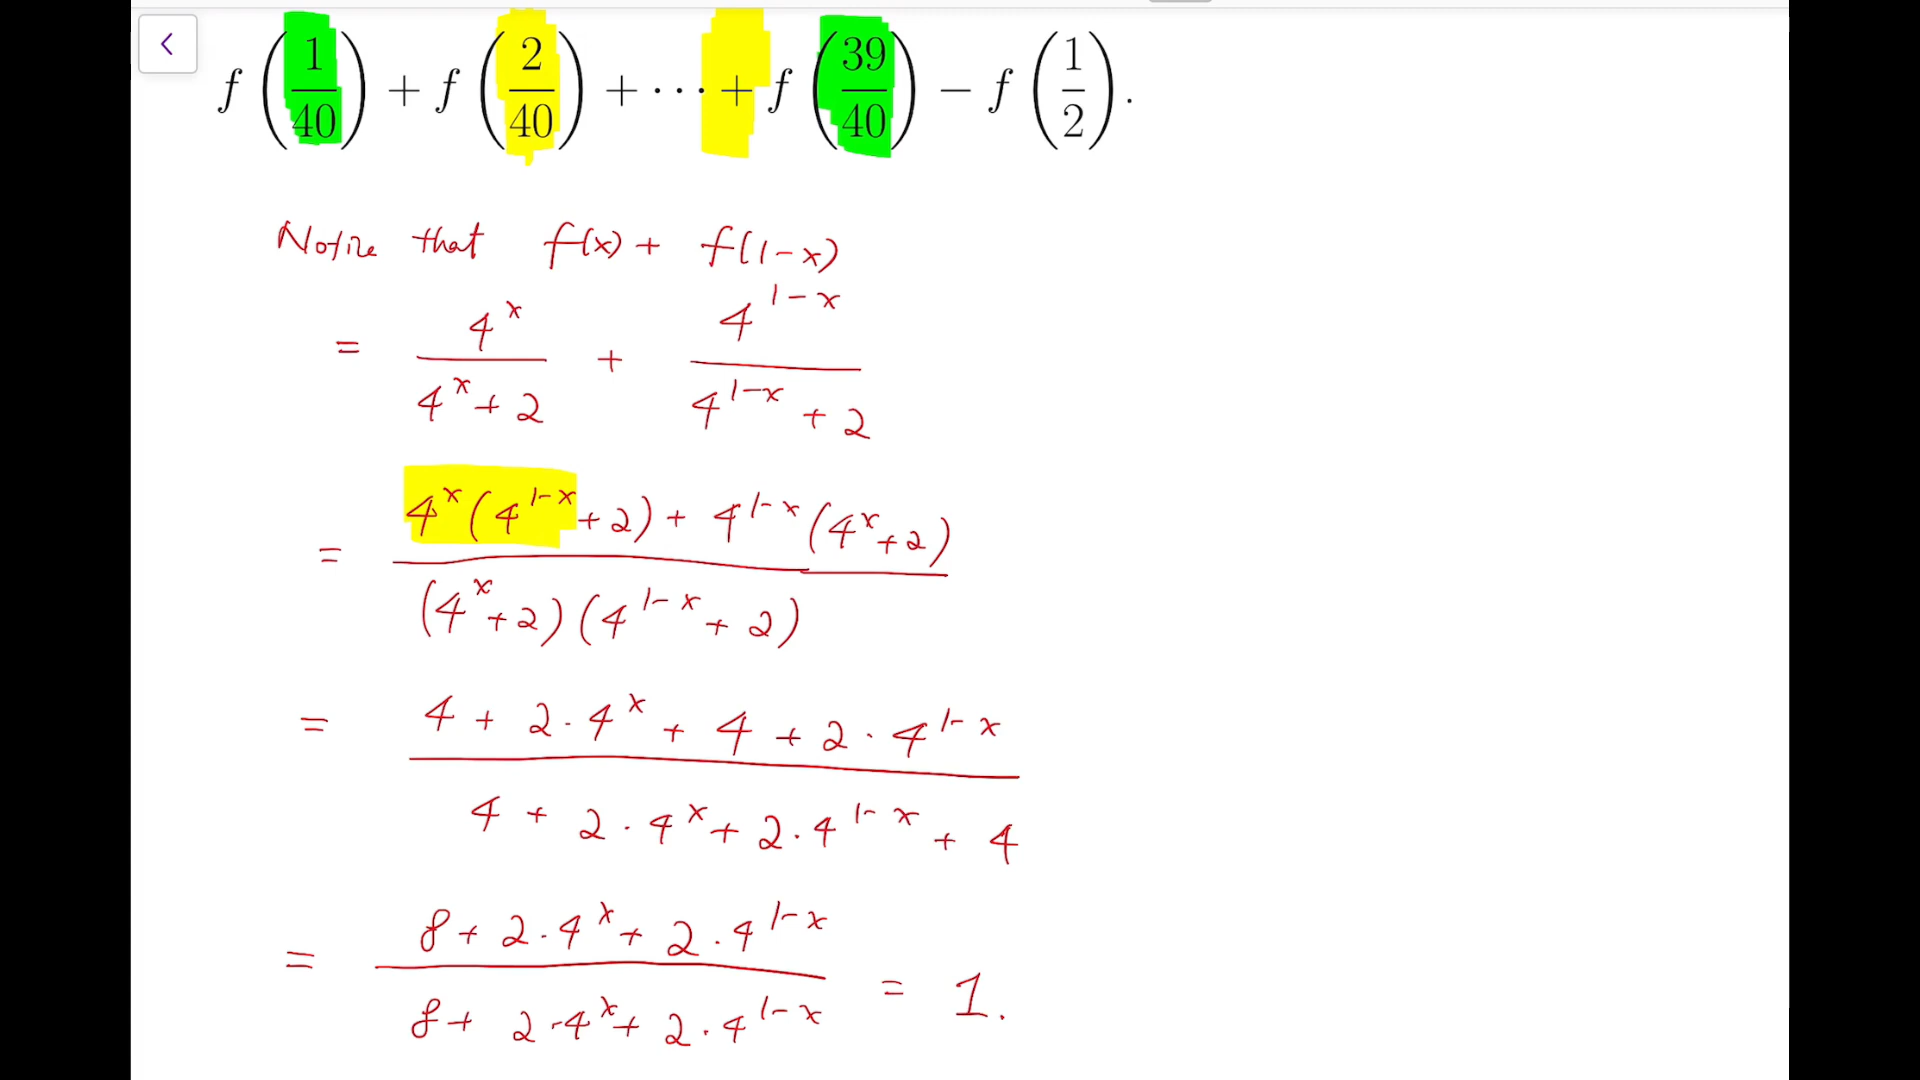 f(1/40) + f(2/40) + ··· + f(39/40) − f(1/2).
Notice that f(x) + f(1-x)
= 4^x/(4^x + 2) + 4^(1-x)/(4^(1-x) + 2)
= (4^x(4^(1-x) + 2) + 4^(1-x)(4^x + 2))/((4^x + 2)(4^(1-x) + 2))
= (4 + 2·4^x + 4 + 2·4^(1-x))/(4 + 2·4^x + 2·4^(1-x) + 4)
= (8 + 2·4^x + 2·4^(1-x))/(8 + 2·4^x + 2·4^(1-x)) = 1.